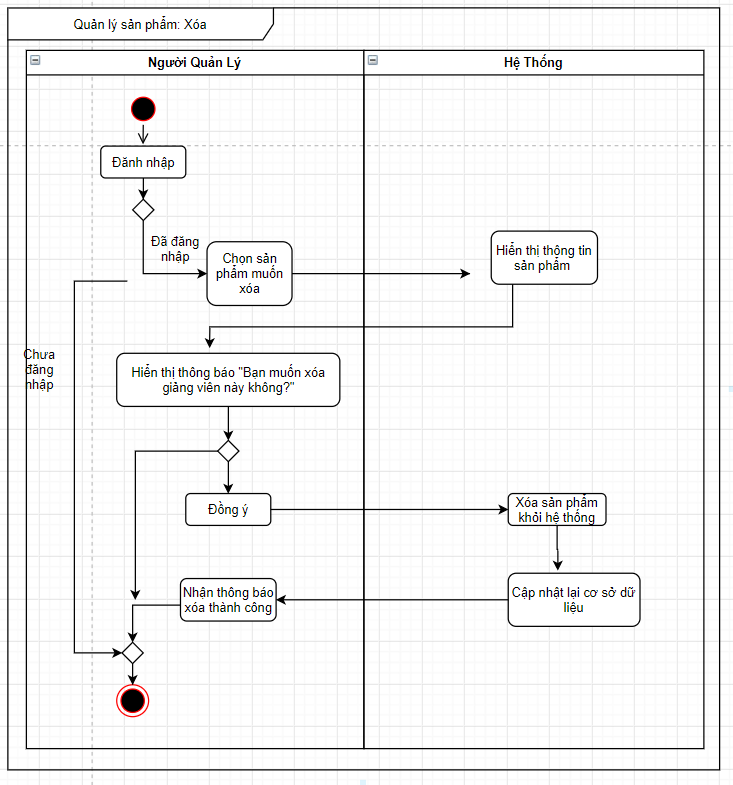 Quản lý sản phẩm: Xóa
Người Quản Lý
Hệ Thống
Đănh nhập
Đã đăng
nhập
Chọn sản
phẩm muốn
xóa
Hiển thị thông tin
sản phẩm
Chưa
đăng
nhập
Hiển thị thông báo "Bạn muốn xóa
giảng viên này không?"
Đồng ý
Xóa sản phẩm
khỏi hệ thống
Nhận thông báo
xóa thành công
Cập nhật lại cơ sở dữ
liệu